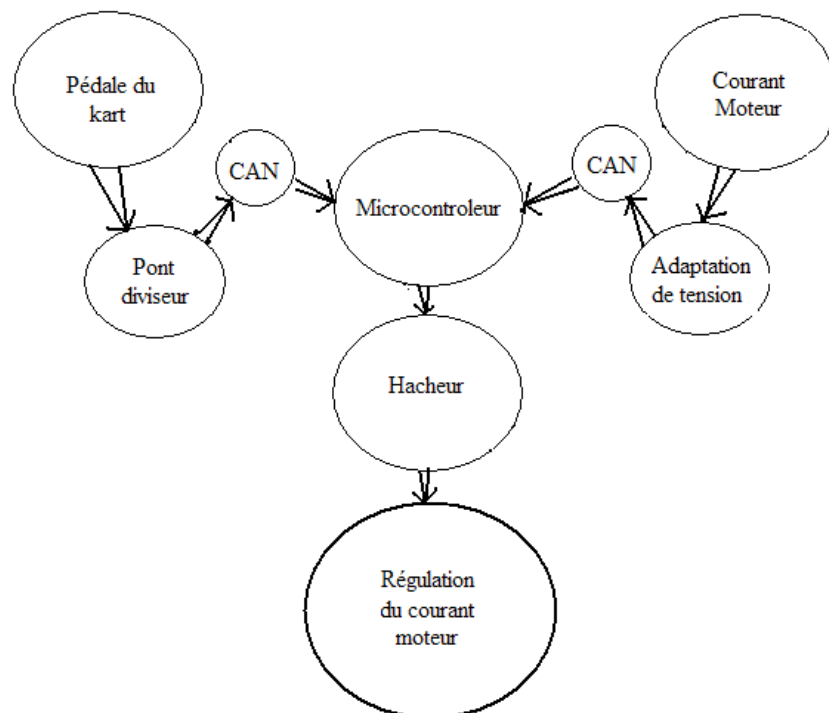 Pédale du
kart
Courant
Moteur
CAN
CAN
Microcontroleur
Pont
diviseur
Adaptation
de tension
Hacheur
Régulation
du courant
moteur